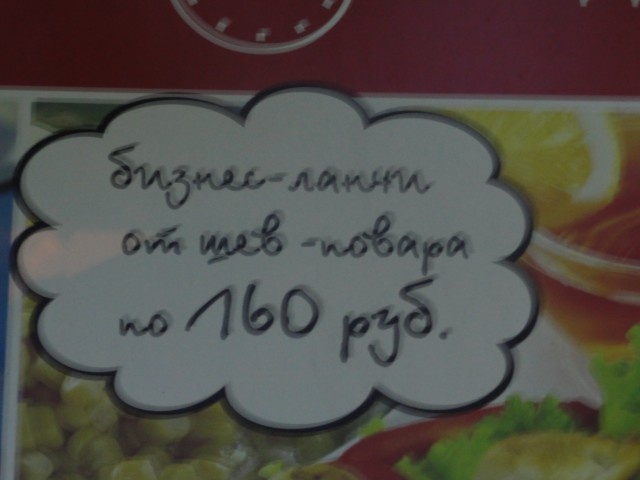 бизнес-ланчи
от шев-повара
по 160 руб.